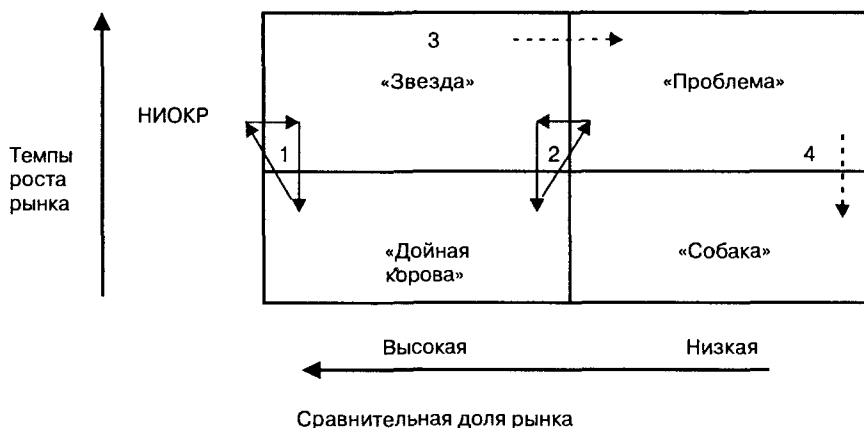 3
«Звезда»
«Проблема»
НИОКР
1
2
4
Темпы
роста
рынка
«Дойная
корова»
«Собака»
Высокая
Низкая
Сравнительная доля рынка